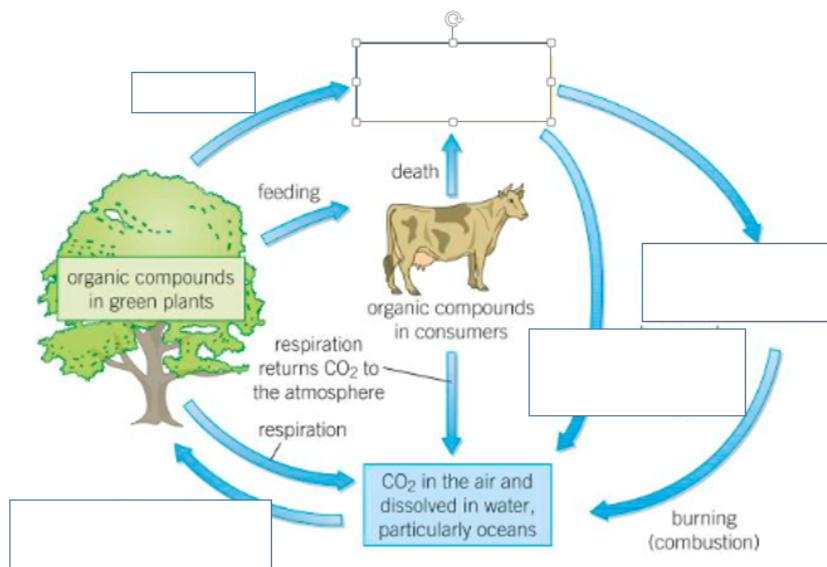 death
feeding
organic compounds
in green plants
organic compounds
in consumers
respiration
returns CO₂ to
the atmosphere
respiration
CO₂ in the air and
dissolved in water,
particularly oceans
burning
(combustion)